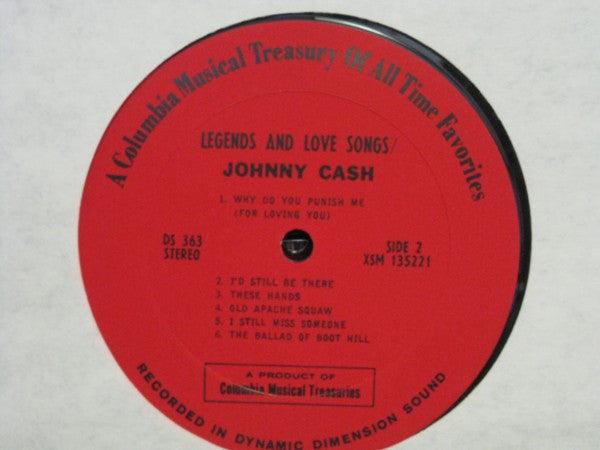 A Columbia Musical Treasury Of All Time Favorites
LEGENDS AND LOVE SONGS/
JOHNNY CASH
1. WHY DO YOU PUNISH ME
(FOR LOVING YOU)
DS 363
STEREO
SIDE 2
XSM 135221
2. I'D STILL BE THERE
3. THESE HANDS
4. OLD APACHE SQUAW
5. I STILL MISS SOMEONE
6. THE BALLAD OF BOOT HILL
A PRODUCT OF
Columbia Musical Treasuries
RECORDED IN DYNAMIC DIMENSION SOUND